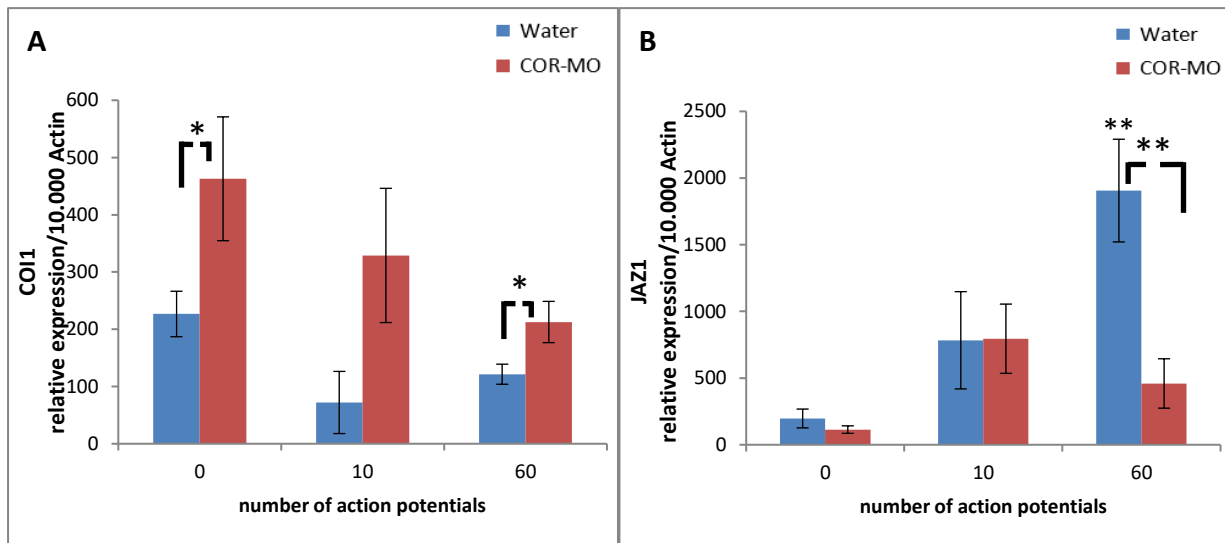 A
Water
COR-MO
COI1
relative expression/10.000 Actin
600
500
400
300
200
100
0
*
*
0 10 60
number of action potentials
B
Water
COR-MO
JAZ1
relative expression/10.000 Actin
2500
2000
1500
1000
500
0
**
**
0 10 60
number of action potentials